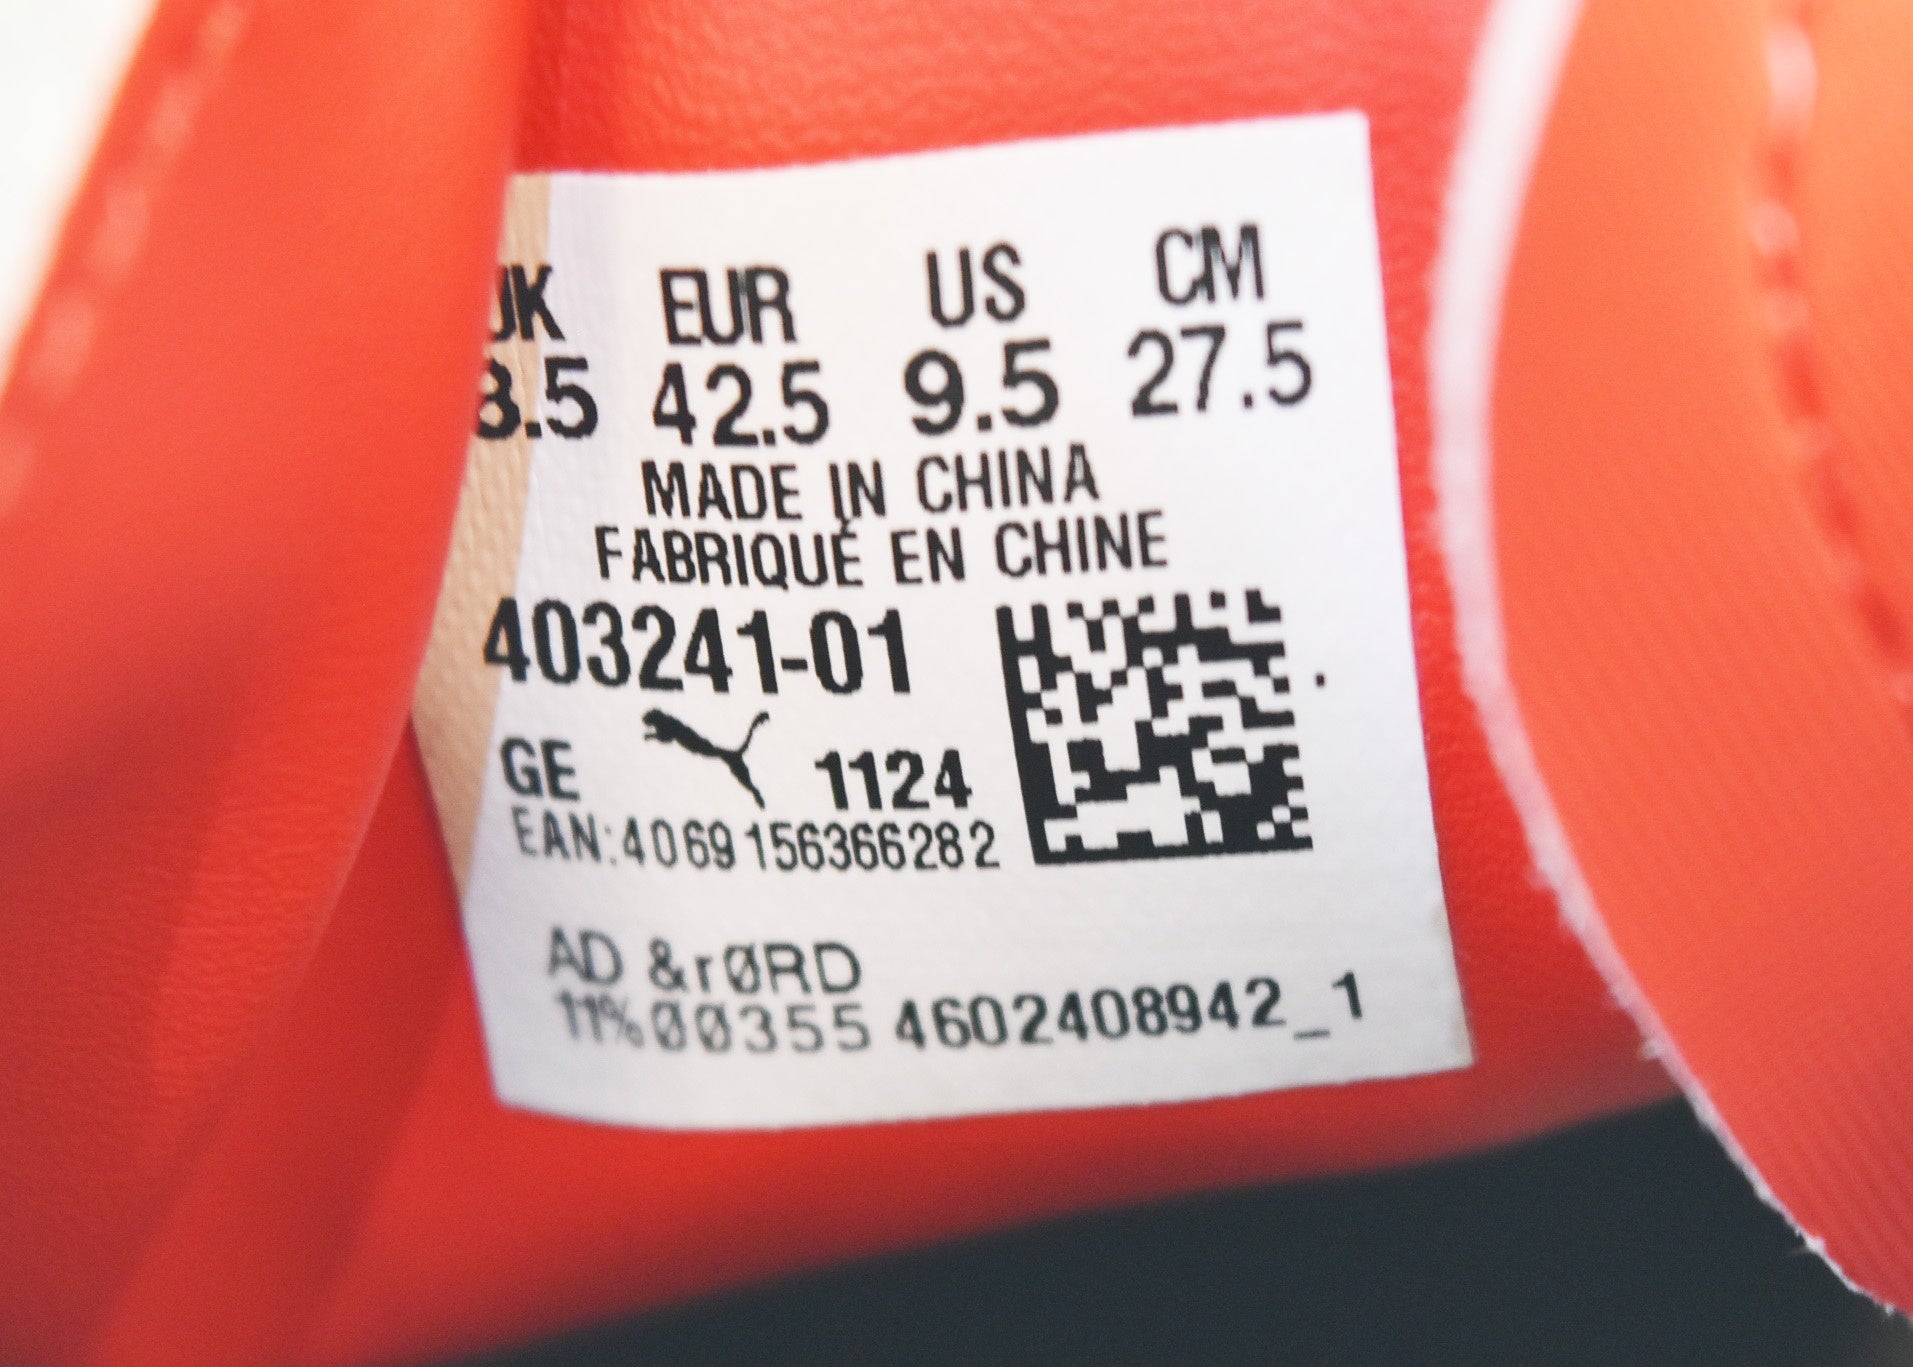 UK EUR US CM
8.5 42.5 9.5 27.5
MADE IN CHINA
FABRIQUÉ EN CHINE
403241-01
GE 1124
EAN:4069156366282
AD &rØRD
11%ØØ355 4602408942_1